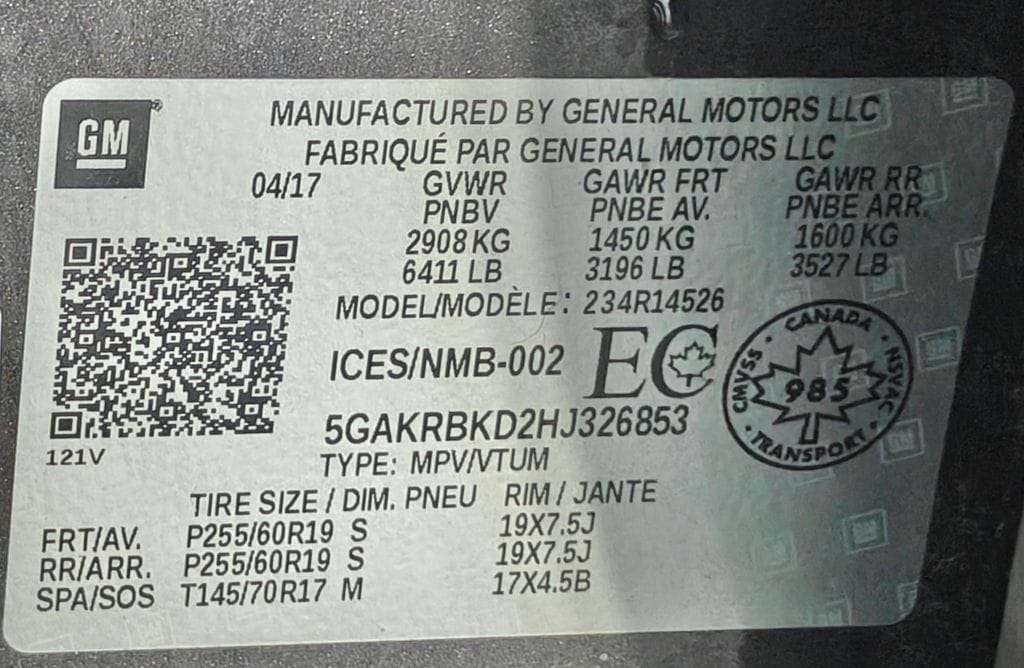 GM
MANUFACTURED BY GENERAL MOTORS LLC
FABRIQUÉ PAR GENERAL MOTORS LLC
04/17 GVWR GAWR FRT GAWR RR
PNBV PNBE AV. PNBE ARR.
2908 KG 1450 KG 1600 KG
6411 LB 3196 LB 3527 LB
MODEL/MODÈLE: 234R14526
ICES/NMB-002 EC
CANADA
CMVSS 985 NSVAC
TRANSPORT
5GAKRBKD2HJ326853
121V
TYPE: MPV/VTUM
TIRE SIZE / DIM. PNEU RIM / JANTE
FRT/AV. P255/60R19 S 19X7.5J
RR/ARR. P255/60R19 S 19X7.5J
SPA/SOS T145/70R17 M 17X4.5B